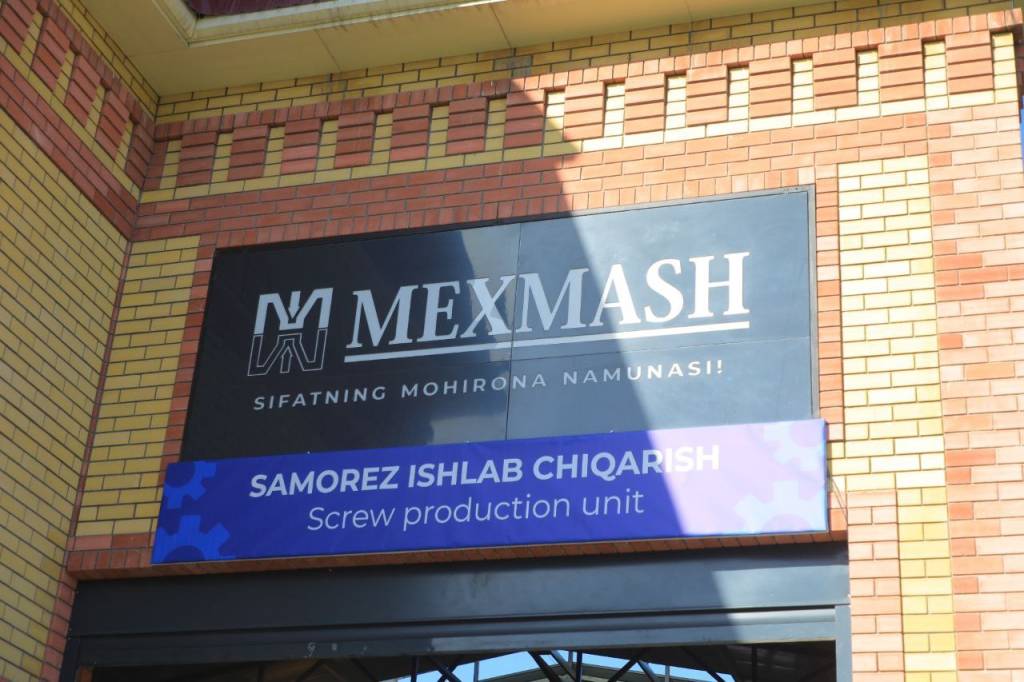 MEXMASH
SIFATNING MOHIRONA NAMUNASI!
SAMOREZ ISHLAB CHIQARISH
Screw production unit